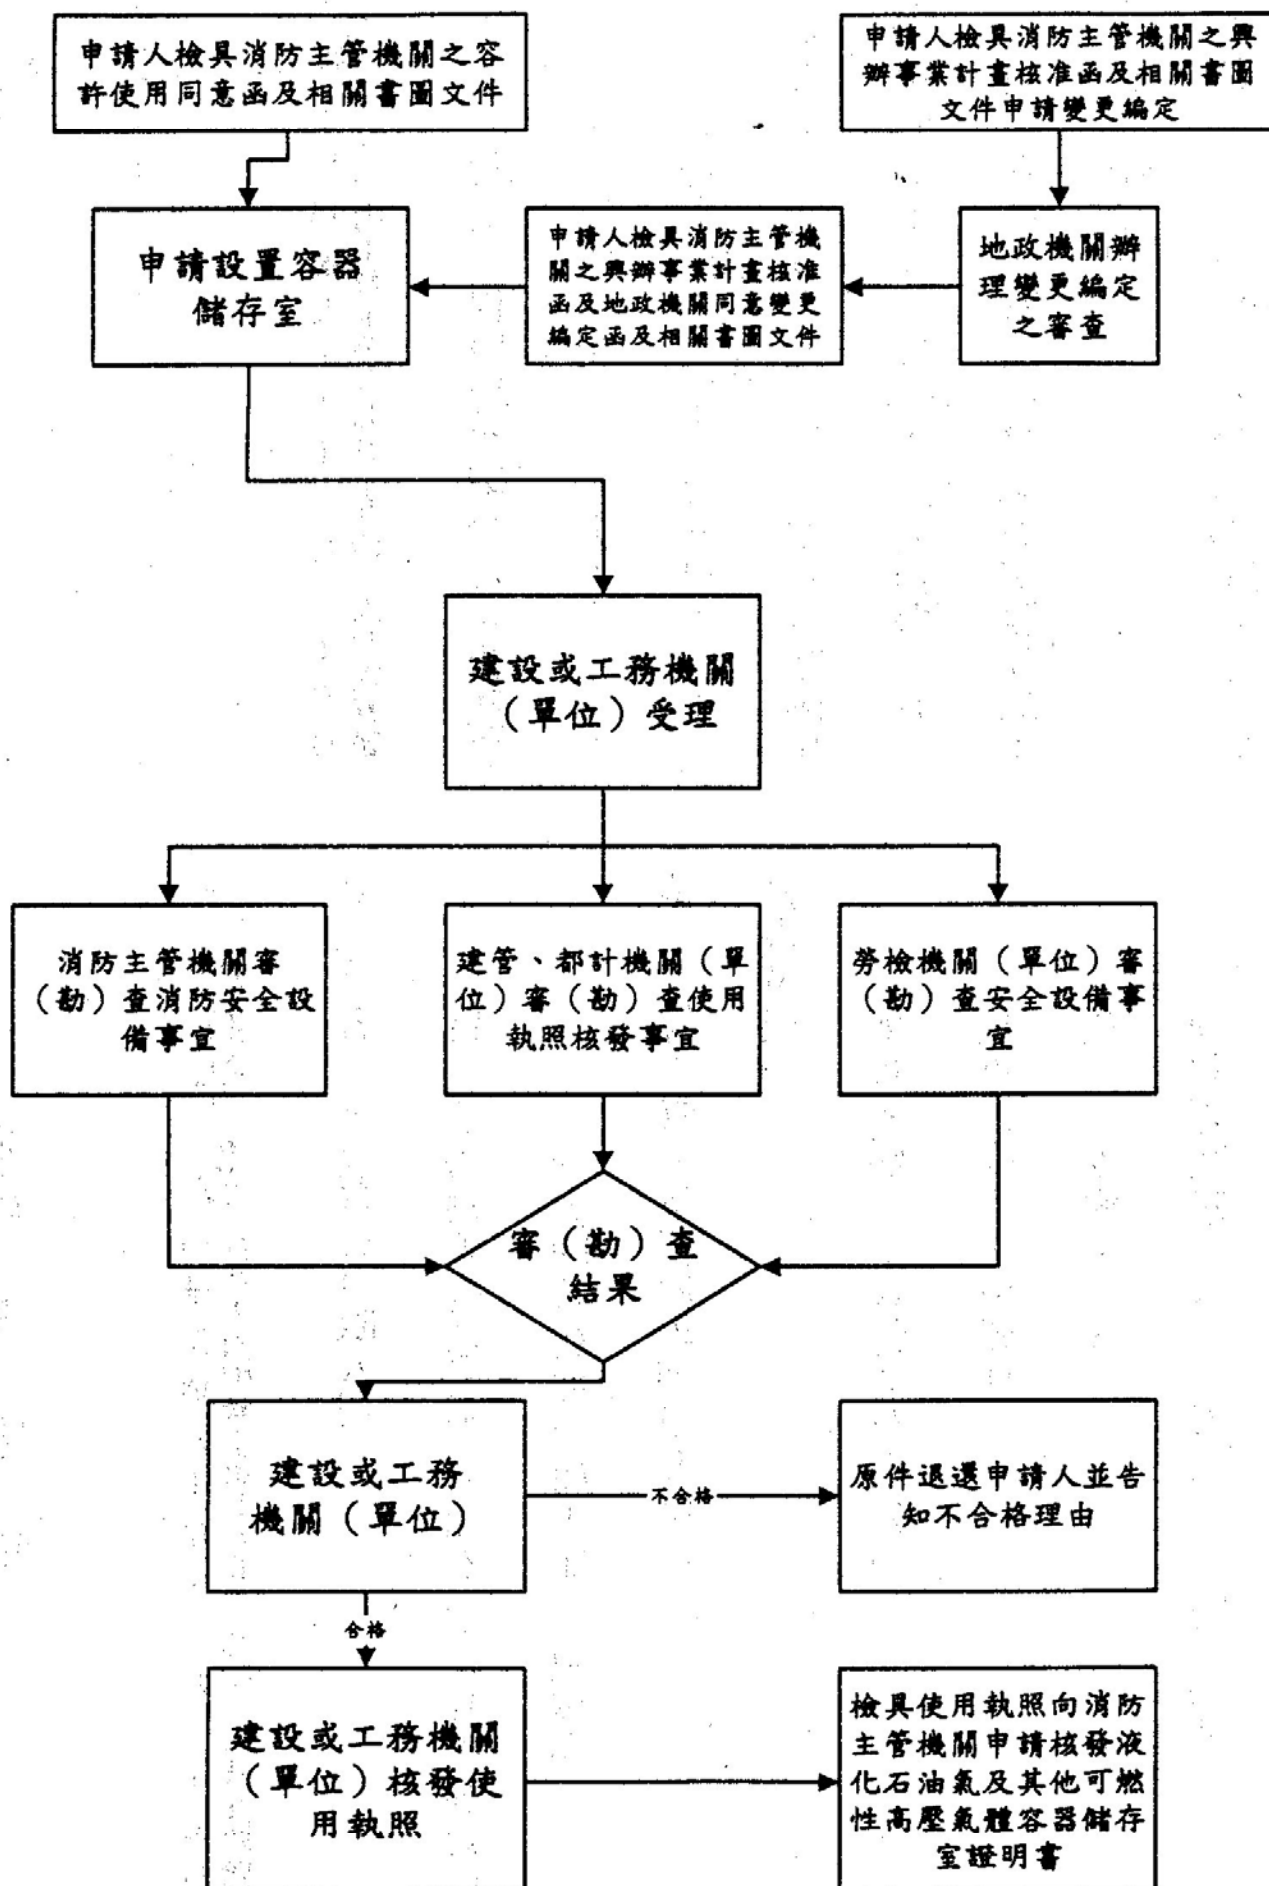 申請人檢具消防主管機關之容
許使用同意函及相關書圖文件
申請人檢具消防主管機關之興
辦事業計畫核准函及相關書圖
文件申請變更編定
申請設置容器
儲存室
申請人檢具消防主管機
關之興辦事業計畫核准
函及地政機關同意變更
編定函及相關書圖文件
地政機關辦
理變更編定
之審查
建設或工務機關
（單位）受理
消防主管機關審
（勘）查消防安全設
備事宜
建管、都計機關（單
位）審（勘）查使用
執照核發事宜
勞檢機關（單位）審
（勘）查安全設備事
宜
審（勘）查
結果
建設或工務
機關（單位）
不合格
原件退還申請人並告
知不合格理由
合格
建設或工務機關
（單位）核發使
用執照
檢具使用執照向消防
主管機關申請核發液
化石油氣及其他可燃
性高壓氣體容器儲存
室證明書